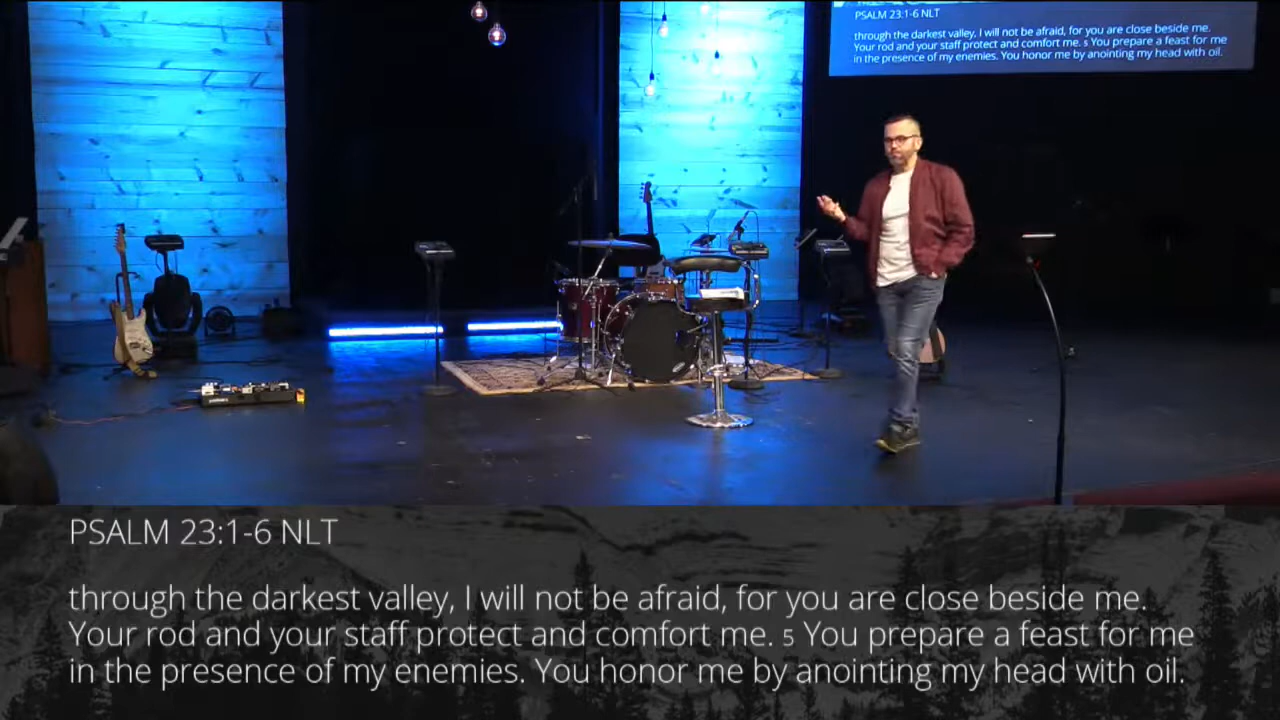 PSALM 23:1-6 NLT
through the darkest valley, I will not be afraid, for you are close beside me.
Your rod and your staff protect and comfort me. 5 You prepare a feast for me
in the presence of my enemies. You honor me by anointing my head with oil.
PSALM 23:1-6 NLT
through the darkest valley, I will not be afraid, for you are close beside me.
Your rod and your staff protect and comfort me. 5 You prepare a feast for me
in the presence of my enemies. You honor me by anointing my head with oil.